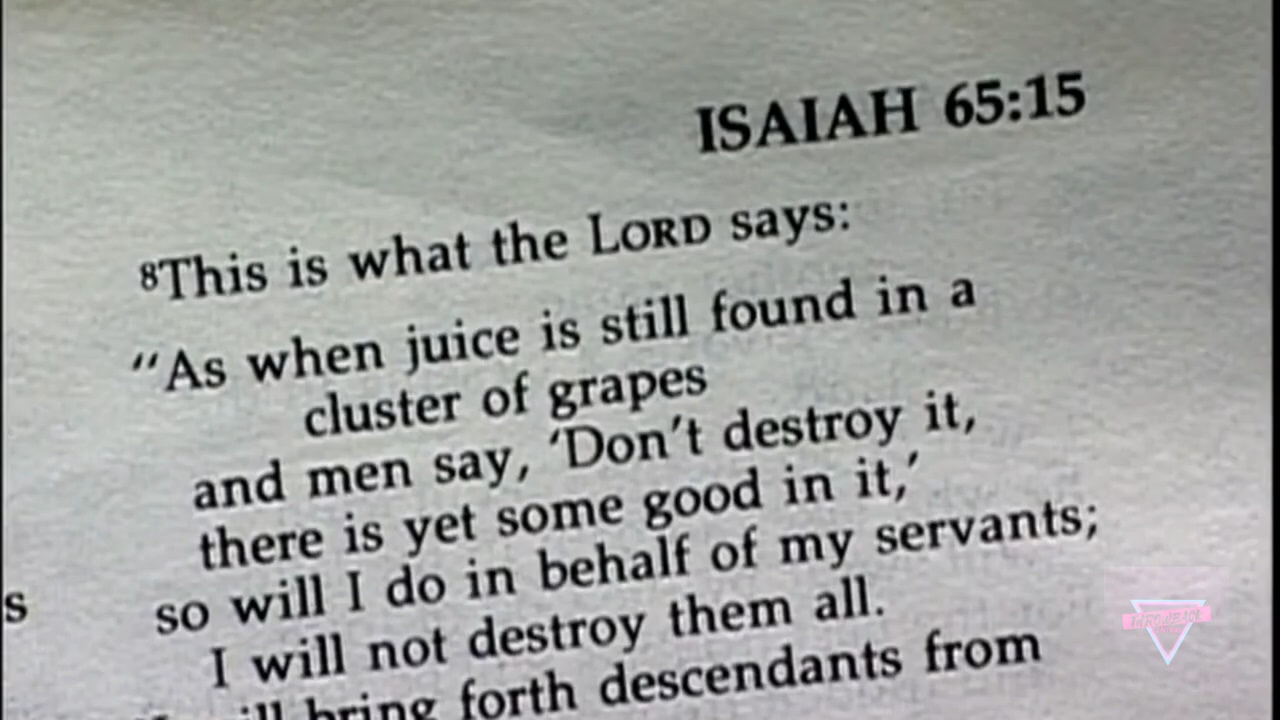 ISAIAH 65:15
⁸This is what the LORD says:
“As when juice is still found in a
cluster of grapes
and men say, ‘Don’t destroy it,
there is yet some good in it,’
so will I do in behalf of my servants;
s
I will not destroy them all.
bring forth descendants from